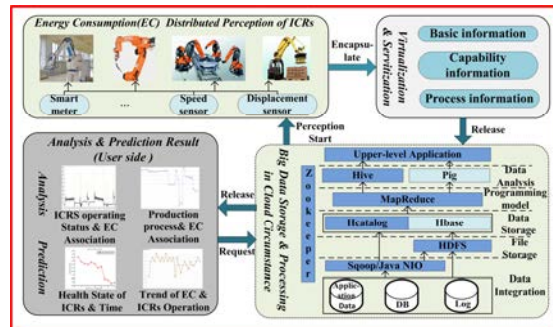 Energy Consumption(EC) Distributed Perception of ICRs
Smart
meter
...
Speed
sensor
Displacement
sensor
Encapsu-
late
Virtualization
& Servitization
Basic information
Capability
information
Process information
Perception
Start
Release
Analysis & Prediction Result
(User side )
Analysis
ICRS operating
Status & EC
Association
Production
process& EC
Association
Prediction
Health State of
ICRs & Time
Trend of EC &
ICRs Operation
Release
Request
Big Data Storage & Processing
in Cloud Circumstance
Zookeeper
Upper-level Application
Hive
Pig
Data
Analysis
MapReduce
Programming
model
Hcatalog
Hbase
Data
Storage
HDFS
File
Storage
Sqoop/Java NIO
Data
Integration
Applic-
ation
Data
DB
Log